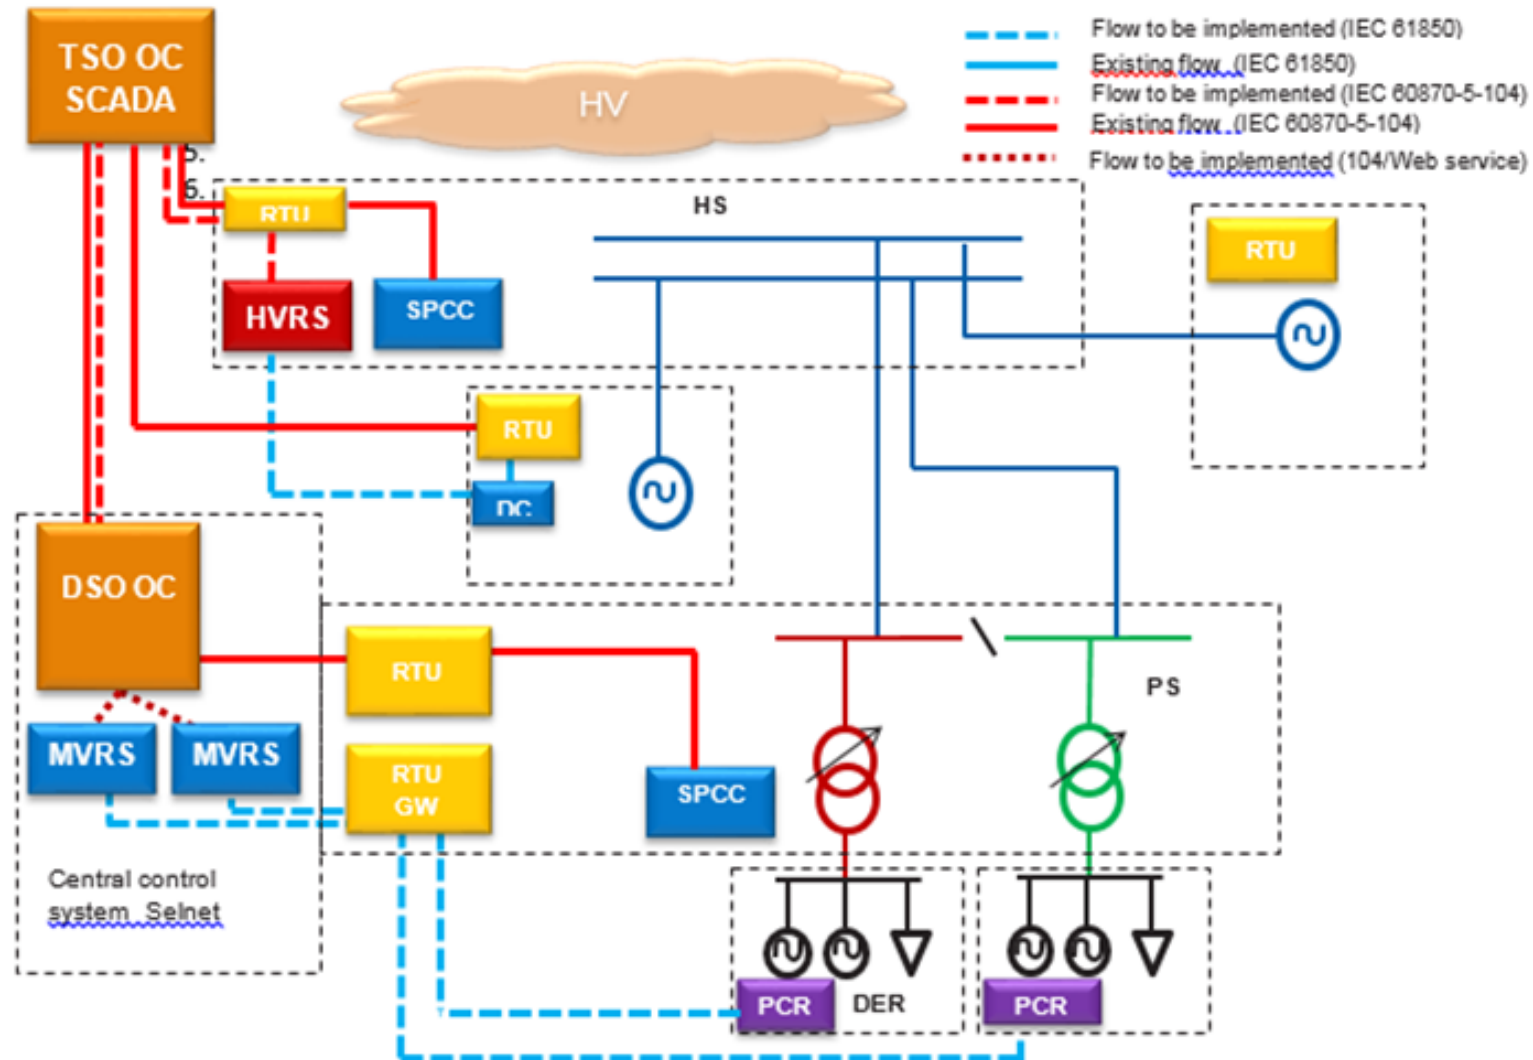 TSO OC
SCADA
HV
Flow to be implemented (IEC 61850)
Existing flow (IEC 61850)
Flow to be implemented (IEC 60870-5-104)
Existing flow (IEC 60870-5-104)
Flow to be implemented (104/Web service)
5.
5.
RTU
HS
HVRS
SPCC
RTU
RTU
DC
DSO OC
RTU
PS
MVRS
MVRS
RTU
GW
SPCC
Central control
system Selnet
PCR
DER
PCR